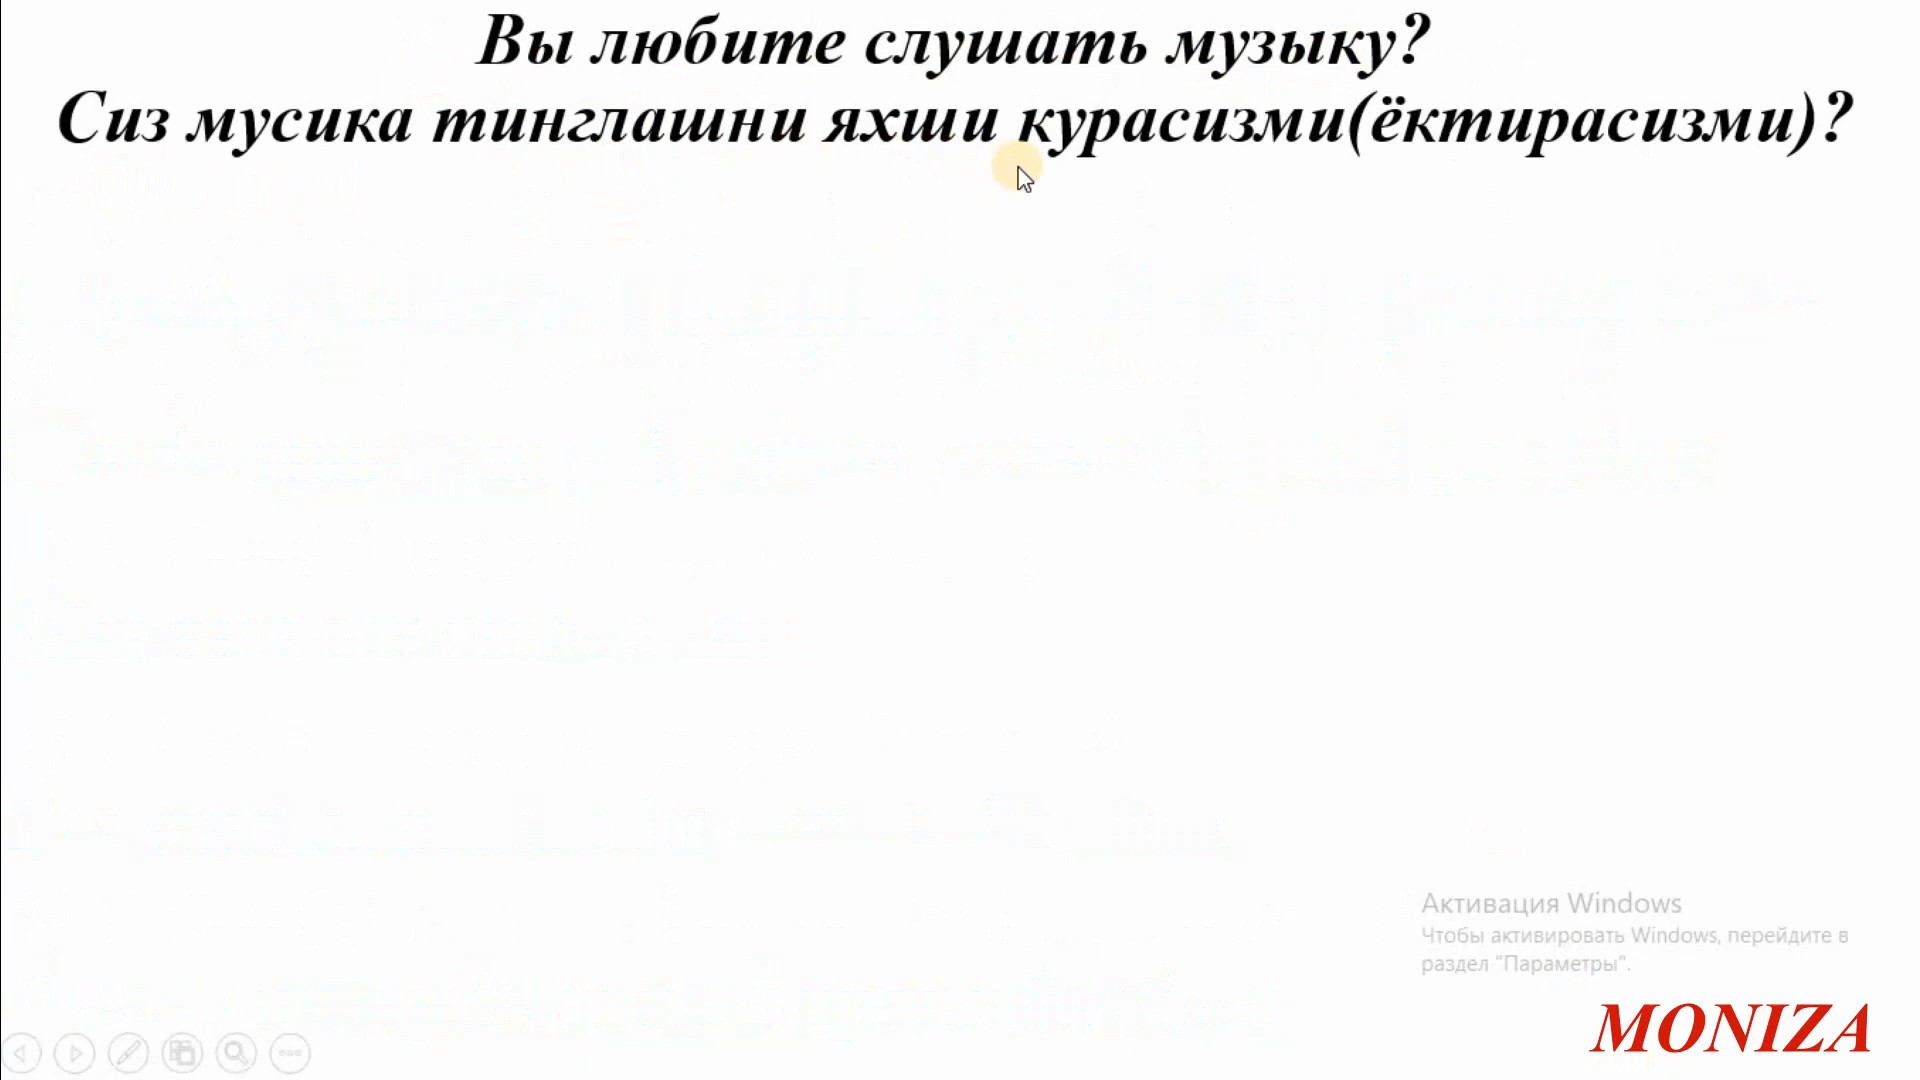 Вы любите слушать музыку?
Сиз мусика тинглашни яхши курасизми(ёктирасизми)?
Активация Windows
Чтобы активировать Windows, перейдите в
раздел "Параметры".
MONIZA